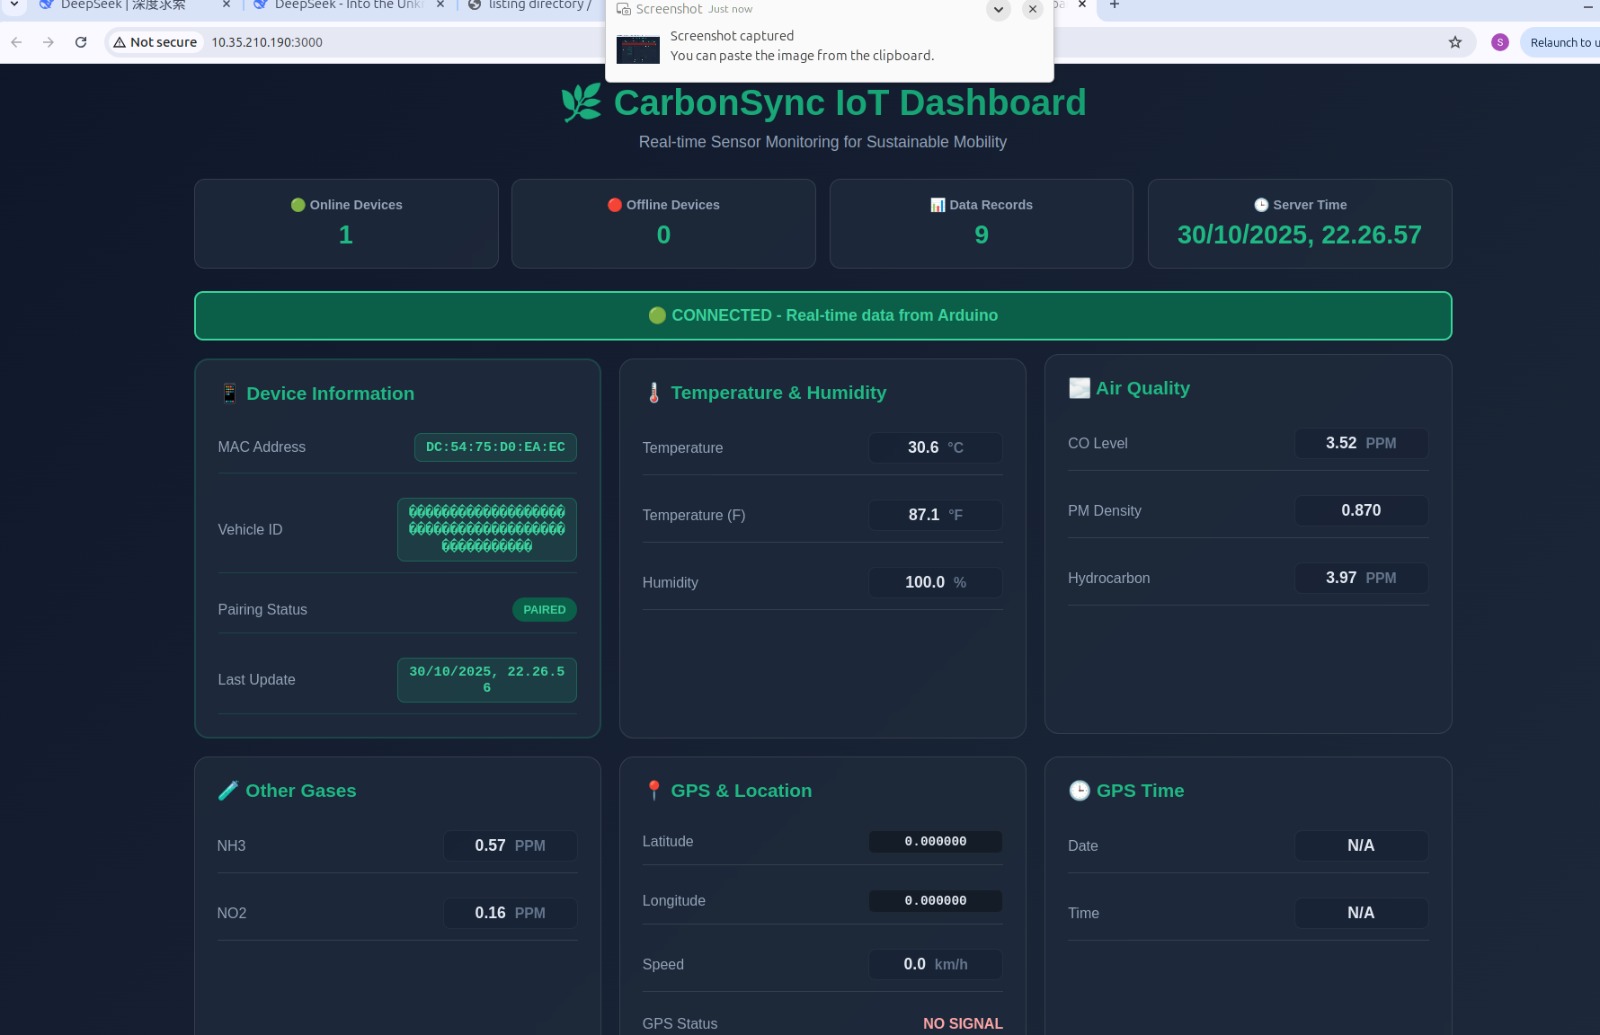 DeepSeek | 深度求索
DeepSeek - Into the Unk
listing directory /
Screenshot Just now
Screenshot captured
You can paste the image from the clipboard.
Not secure 10.35.210.190:3000
S
Relaunch to u
CarbonSync IoT Dashboard
Real-time Sensor Monitoring for Sustainable Mobility
Online Devices
1
Offline Devices
0
Data Records
9
Server Time
30/10/2025, 22.26.57
CONNECTED - Real-time data from Arduino
Device Information
MAC Address DC:54:75:D0:EA:EC
Vehicle ID
Pairing Status PAIRED
Last Update 30/10/2025, 22.26.5
6
Temperature & Humidity
Temperature 30.6 °C
Temperature (F) 87.1 °F
Humidity 100.0 %
Air Quality
CO Level 3.52 PPM
PM Density 0.870
Hydrocarbon 3.97 PPM
Other Gases
NH3 0.57 PPM
NO2 0.16 PPM
GPS & Location
Latitude 0.000000
Longitude 0.000000
Speed 0.0 km/h
GPS Status NO SIGNAL
GPS Time
Date N/A
Time N/A